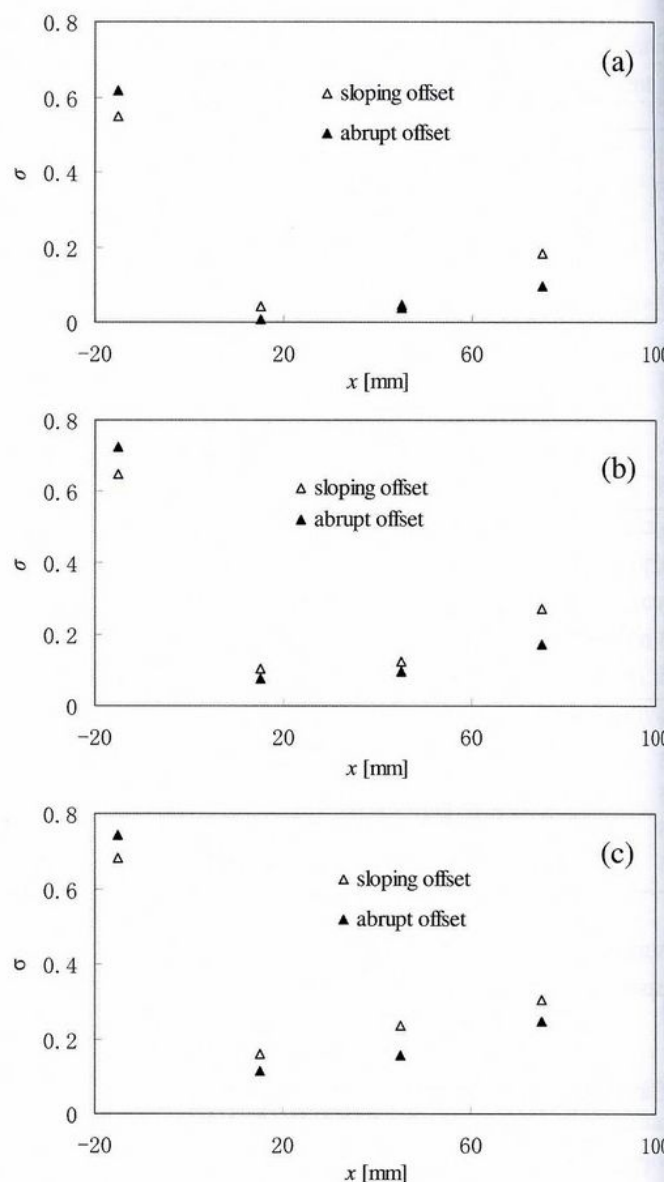 0.8
(a)
△ sloping offset
0.6
▲ abrupt offset
σ 0.4
0.2
0
-20 20 60 100
x [mm]
0.8
(b)
0.6
△ sloping offset
▲ abrupt offset
σ 0.4
0.2
0
-20 20 60 100
x [mm]
0.8
(c)
0.6
△ sloping offset
▲ abrupt offset
σ 0.4
0.2
0
-20 20 60 100
x [mm]